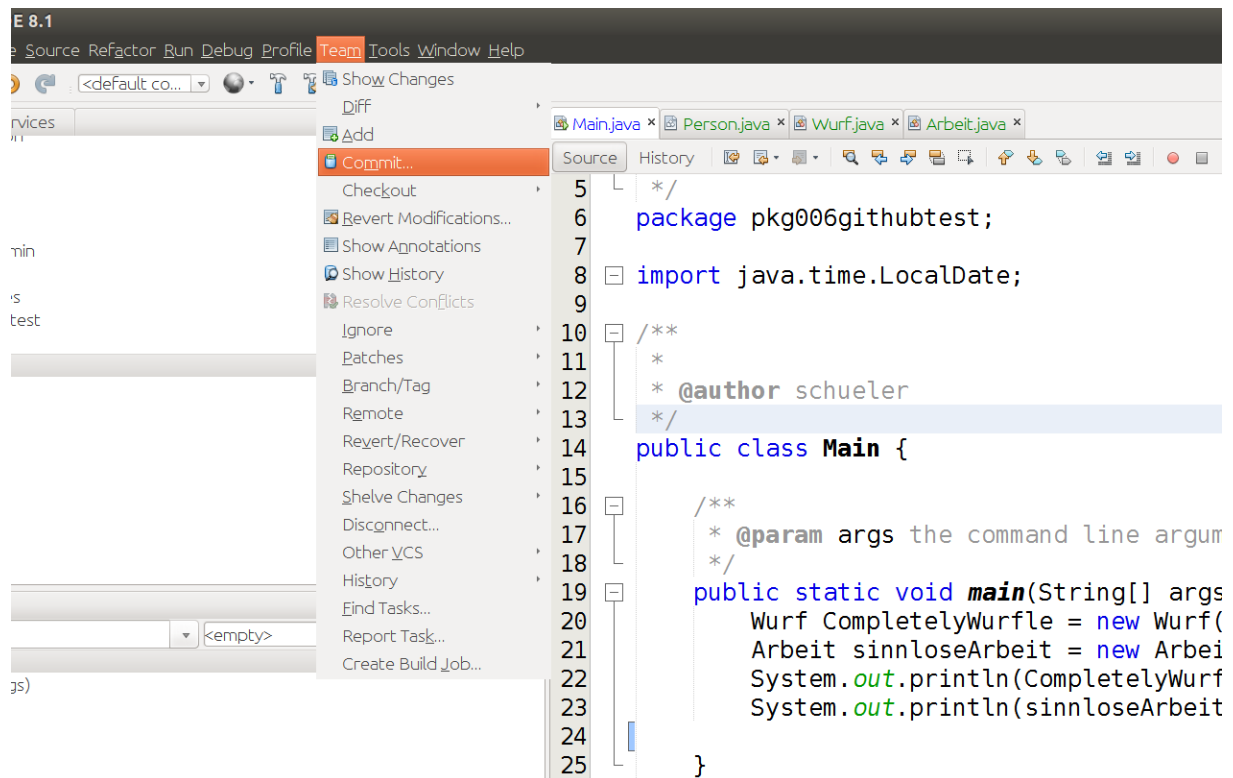 E 8.1
e Source Refactor Run Debug Profile Team Tools Window Help
<default co...
rvices
on
min
es
test
<empty>
gs)
Show Changes
Diff
Add
Commit...
Checkout
Revert Modifications...
Show Annotations
Show History
Resolve Conflicts
Ignore
Patches
Branch/Tag
Remote
Revert/Recover
Repository
Shelve Changes
Disconnect...
Other VCS
History
Find Tasks...
Report Task...
Create Build Job...
Main.java × Person.java × Wurf.java × Arbeit.java ×
Source History
5 */
6 package pkg006githubtest;
7
8 import java.time.LocalDate;
9
10 /**
11 *
12 * @author schueler
13 */
14 public class Main {
15
16 /**
17 * @param args the command line argum
18 */
19 public static void main(String[] args
20 Wurf CompletelyWurfle = new Wurf(
21 Arbeit sinnloseArbeit = new Arbei
22 System.out.println(CompletelyWurf
23 System.out.println(sinnloseArbeit
24
25 }